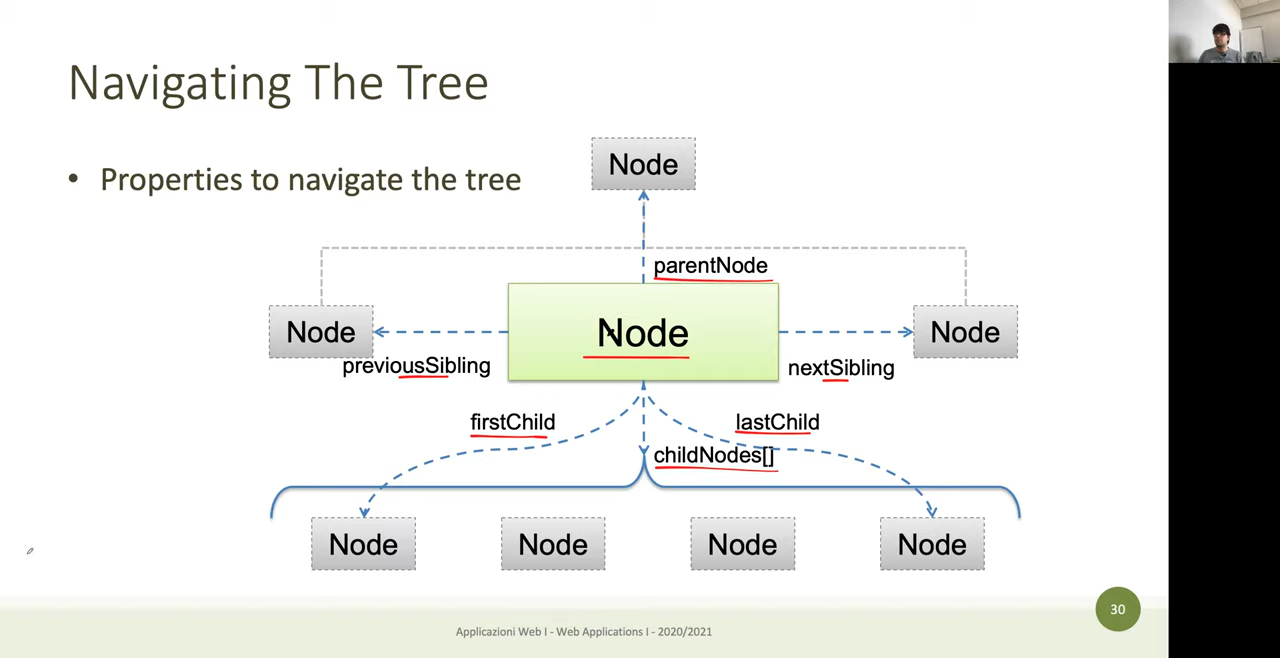 Navigating The Tree
• Properties to navigate the tree
Node
parentNode
Node
Node
Node
previousSibling
nextSibling
firstChild
lastChild
childNodes[]
Node
Node
Node
Node
30
Applicazioni Web I - Web Applications I - 2020/2021